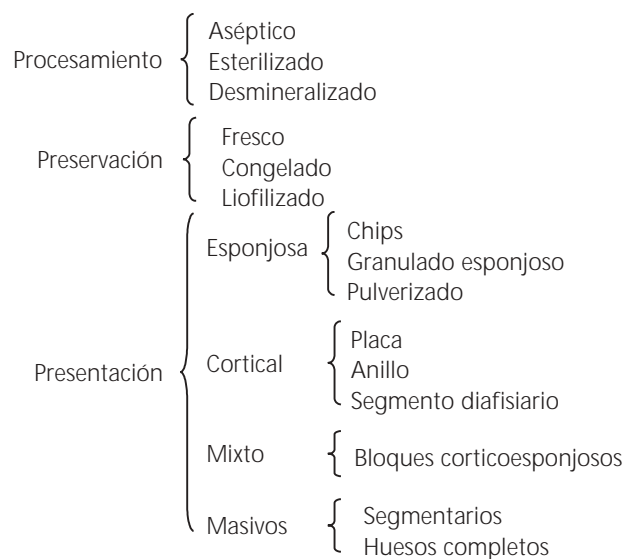 Procesamiento
Aséptico
Esterilizado
Desmineralizado
Preservación
Fresco
Congelado
Liofilizado
Presentación
Esponjosa
Chips
Granulado esponjoso
Pulverizado
Cortical
Placa
Anillo
Segmento diafisiario
Mixto
Bloques corticoesponjosos
Masivos
Segmentarios
Huesos completos